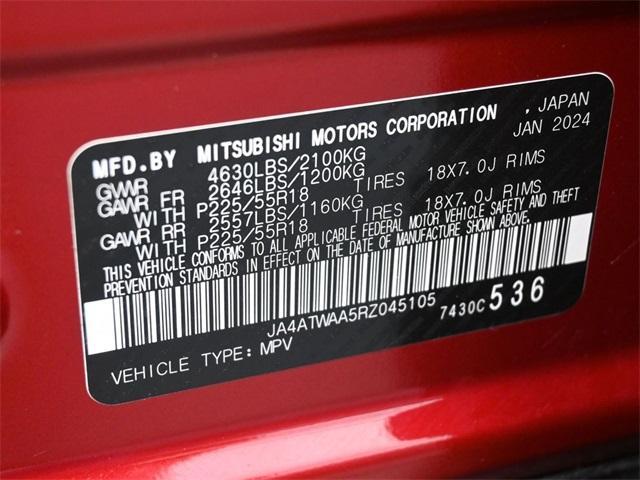 MFD.BY MITSUBISHI MOTORS CORPORATION , JAPAN
JAN 2024
GVWR 4630LBS/2100KG
GAWR FR 2646LBS/1200KG
WITH P225/55R18 TIRES 18X7.0J RIMS
GAWR RR 2557LBS/1160KG
WITH P225/55R18 TIRES 18X7.0J RIMS
THIS VEHICLE CONFORMS TO ALL APPLICABLE FEDERAL MOTOR VEHICLE SAFETY AND THEFT
PREVENTION STANDARDS IN EFFECT ON THE DATE OF MANUFACTURE SHOWN ABOVE.
JA4ATWAA5RZ045105 7430C 536
VEHICLE TYPE: MPV